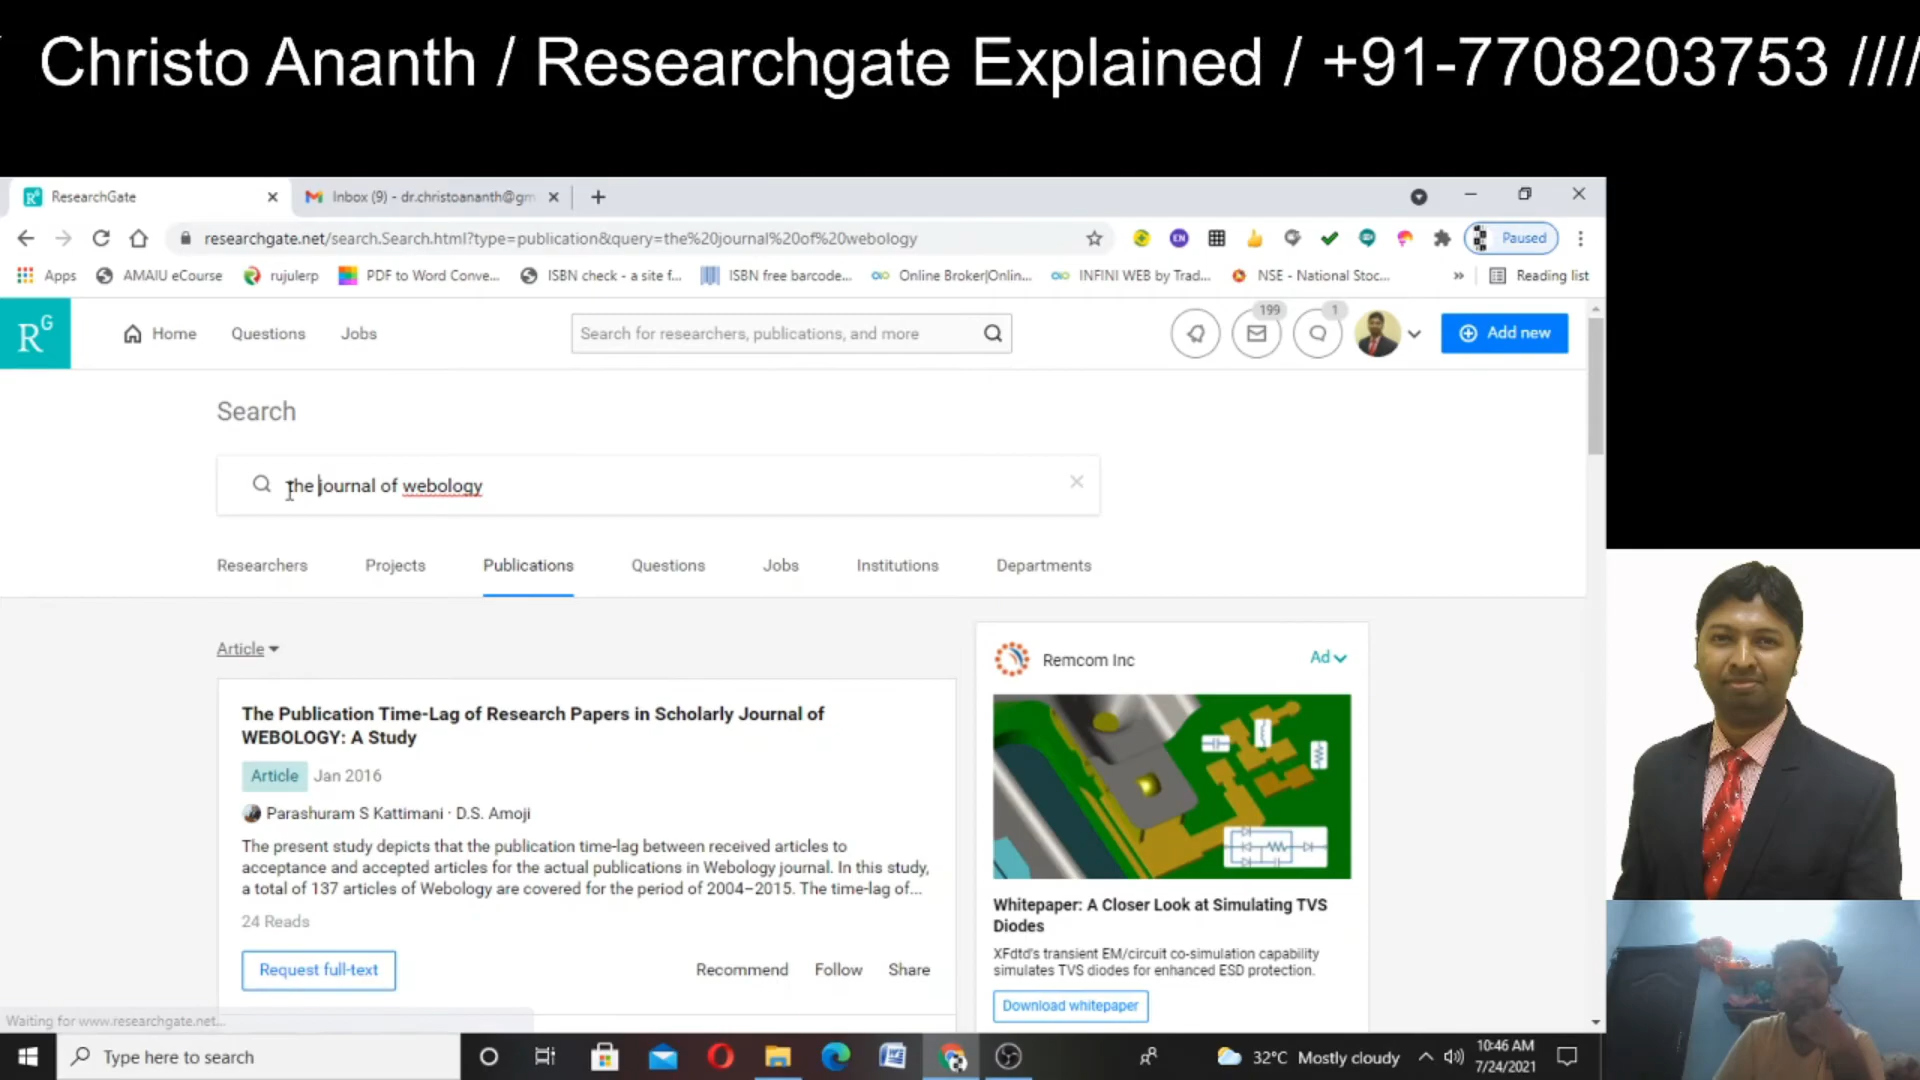 Christo Ananth / Researchgate Explained / +91-7708203753 ////
ResearchGate
Inbox (9) - dr.christoananth@gm
researchgate.net/search.Search.html?type=publication&query=the%20journal%20of%20webology
EN
Paused
Apps
AMAIU eCourse
rujulerp
PDF to Word Conve...
ISBN check - a site f...
ISBN free barcode...
Online Broker|Onlin...
INFINI WEB by Trad...
NSE - National Stoc...
»
Reading list
RG
Home
Questions
Jobs
Search for researchers, publications, and more
199
1
Add new
Search
the journal of webology
Researchers
Projects
Publications
Questions
Jobs
Institutions
Departments
Article
The Publication Time-Lag of Research Papers in Scholarly Journal of
WEBOLOGY: A Study
Article Jan 2016
Parashuram S Kattimani · D.S. Amoji
The present study depicts that the publication time-lag between received articles to
acceptance and accepted articles for the actual publications in Webology journal. In this study,
a total of 137 articles of Webology are covered for the period of 2004–2015. The time-lag of...
24 Reads
Request full-text
Recommend
Follow
Share
Remcom Inc
Ad
Whitepaper: A Closer Look at Simulating TVS
Diodes
XFdtd's transient EM/circuit co-simulation capability
simulates TVS diodes for enhanced ESD protection.
Download whitepaper
Waiting for www.researchgate.net...
Type here to search
32°C Mostly cloudy
10:46 AM
7/24/2021